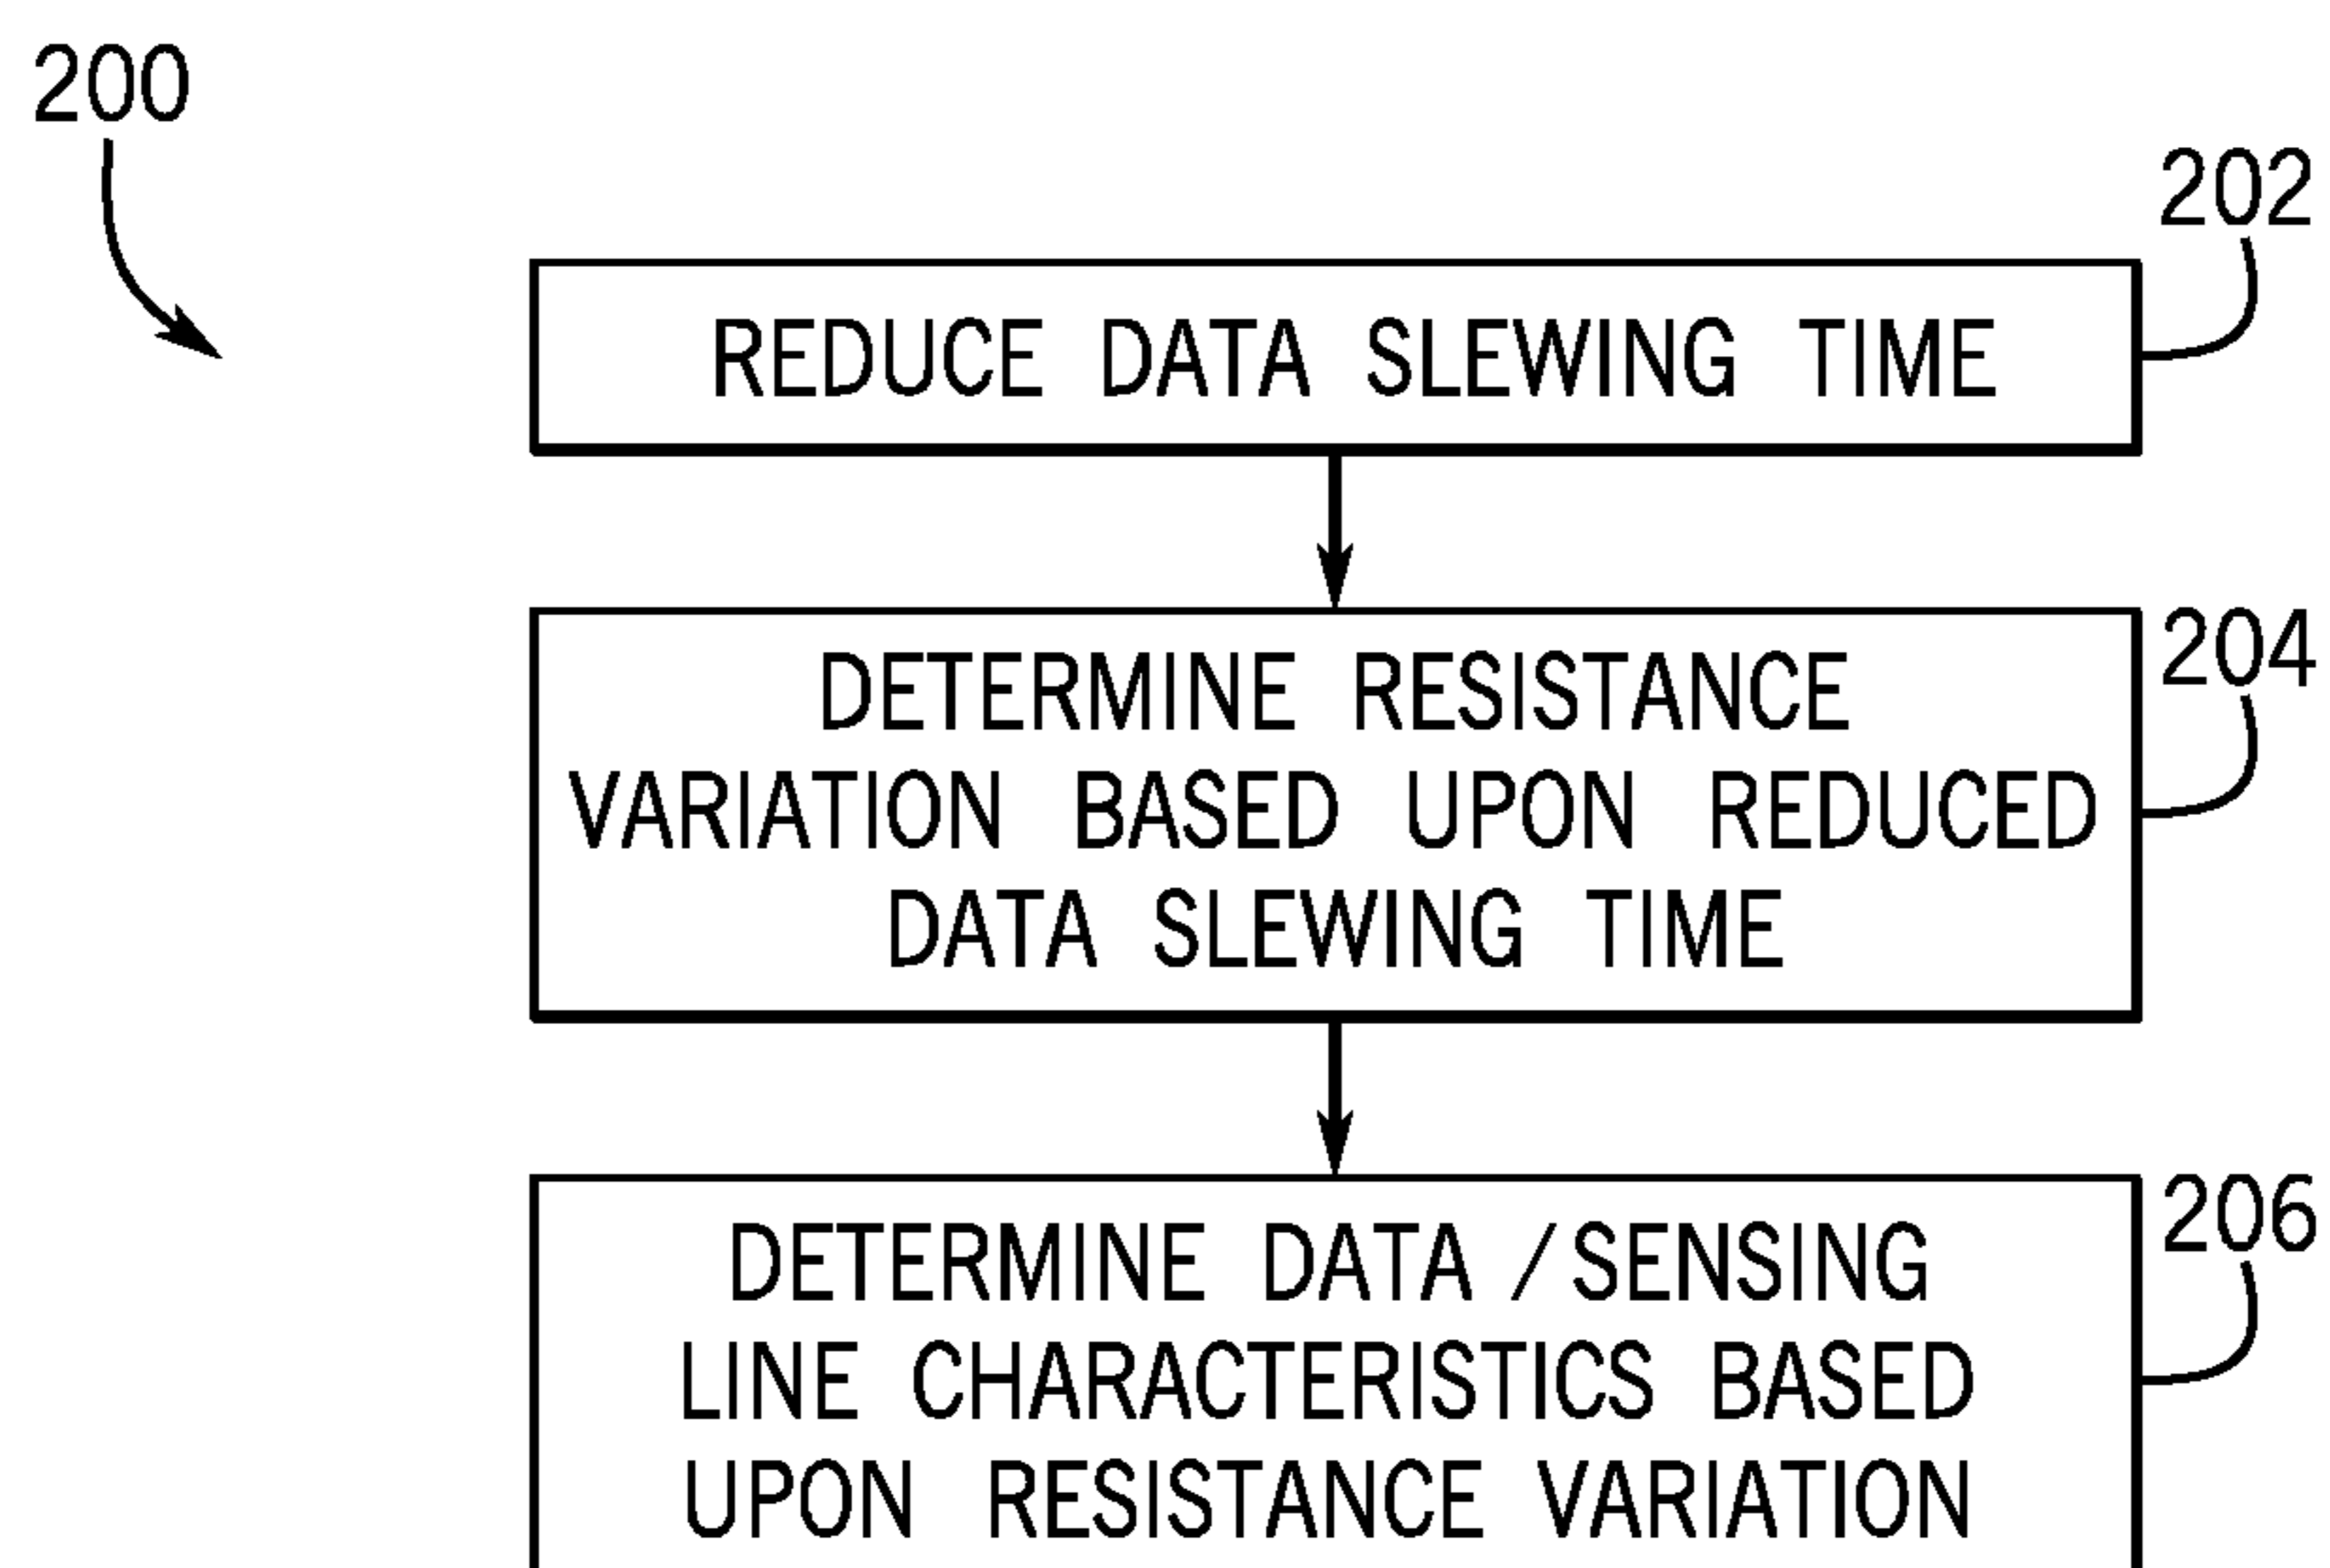 200
202
REDUCE DATA SLEWING TIME
204
DETERMINE RESISTANCE
VARIATION BASED UPON REDUCED
DATA SLEWING TIME
206
DETERMINE DATA/SENSING
LINE CHARACTERISTICS BASED
UPON RESISTANCE VARIATION